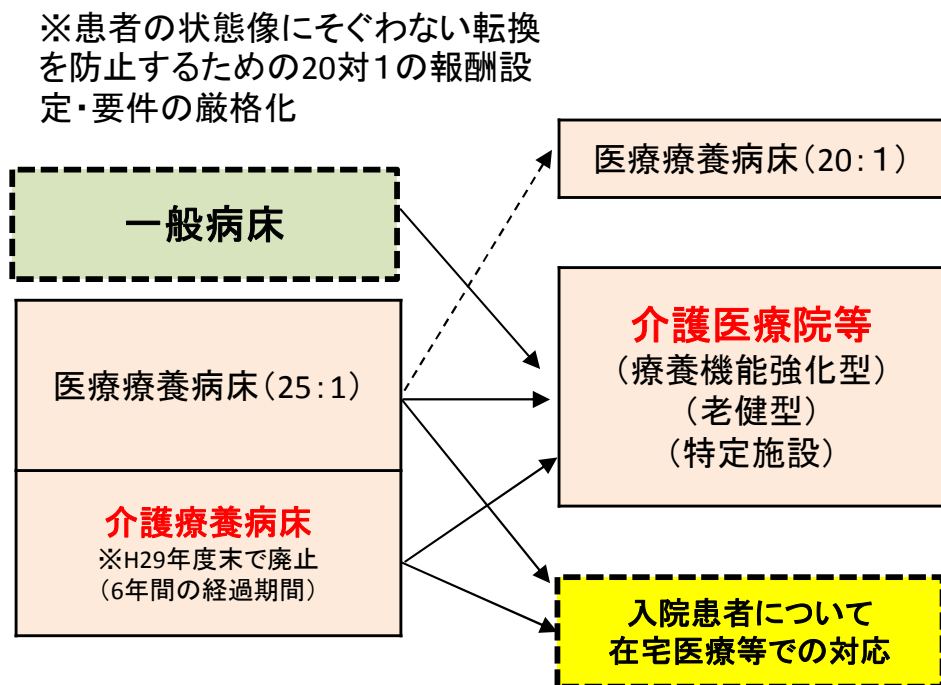 ※患者の状態像にそぐわない転換
を防止するための20対１の報酬設
定・要件の厳格化
医療療養病床（20：１）
一般病床
介護医療院等
（療養機能強化型）
（老健型）
（特定施設）
医療療養病床（25：1）
介護療養病床
※H29年度末で廃止
（6年間の経過期間）
入院患者について
在宅医療等での対応